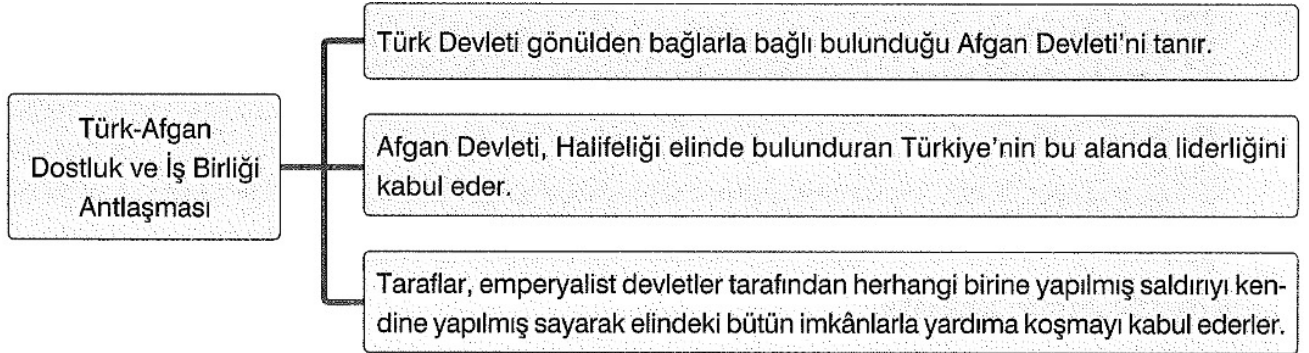 Türk-Afgan
Dostluk ve İş Birliği
Antlaşması
Türk Devleti gönülden bağlarla bağlı bulunduğu Afgan Devleti'ni tanır.
Afgan Devleti, Halifeliği elinde bulunduran Türkiye'nin bu alanda liderliğini
kabul eder.
Taraflar, emperyalist devletler tarafından herhangi birine yapılmış saldırıyı ken-
dine yapılmış sayarak elindeki bütün imkânlarla yardıma koşmayı kabul ederler.